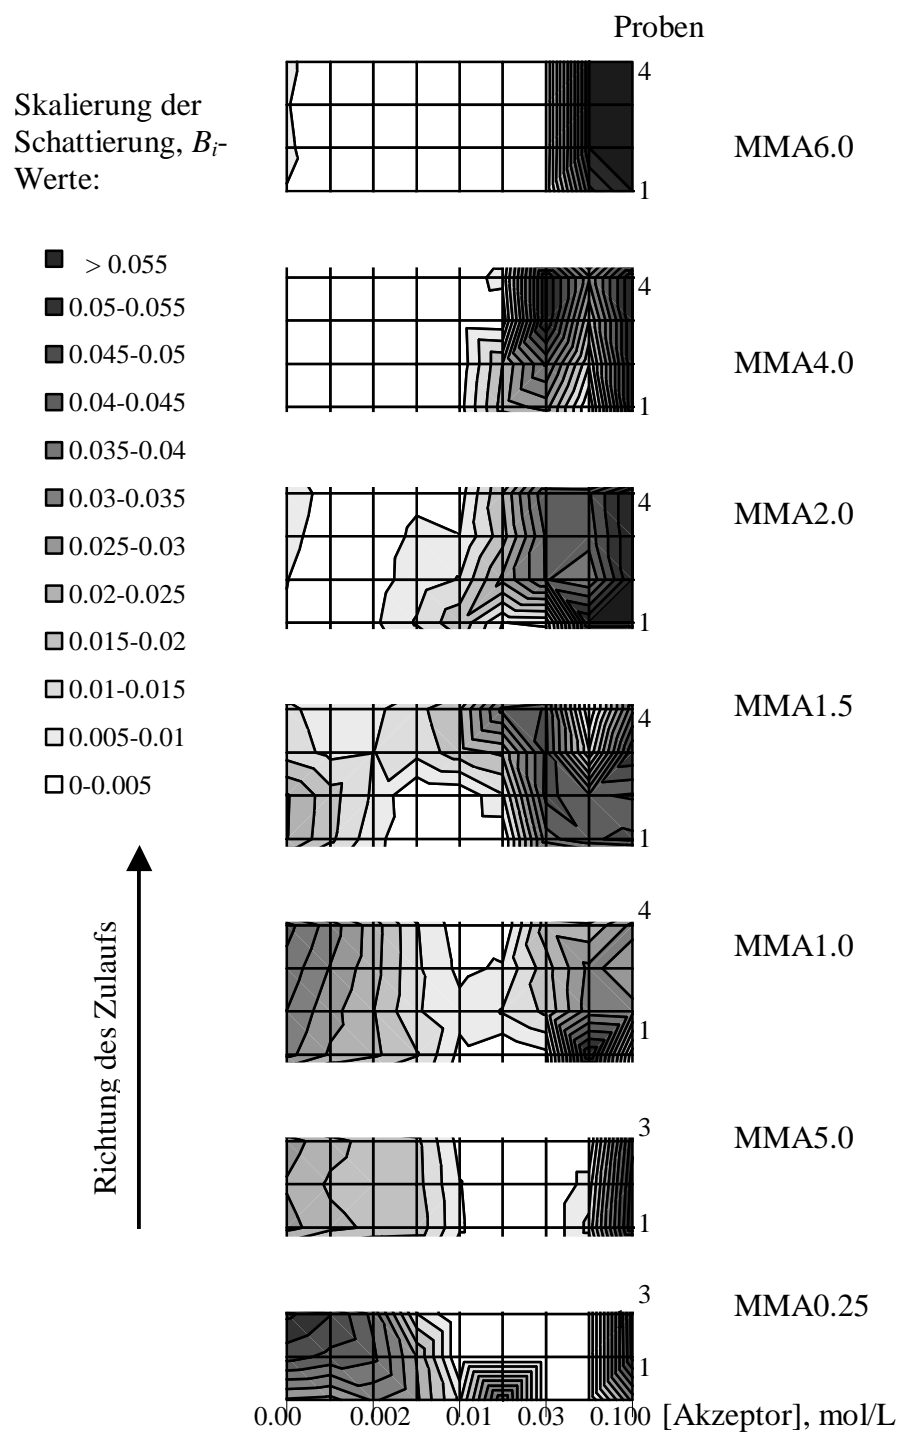 Proben
Skalierung der
Schattierung, Bi-
Werte:
> 0.055
0.05-0.055
0.045-0.05
0.04-0.045
0.035-0.04
0.03-0.035
0.025-0.03
0.02-0.025
0.015-0.02
0.01-0.015
0.005-0.01
0-0.005
Richtung des Zulaufs
4
MMA6.0
1
4
MMA4.0
1
4
MMA2.0
1
MMA1.5
4
1
4
MMA1.0
1
3
MMA5.0
1
3
MMA0.25
1
0.00 0.002 0.01 0.03 0.100 [Akzeptor], mol/L